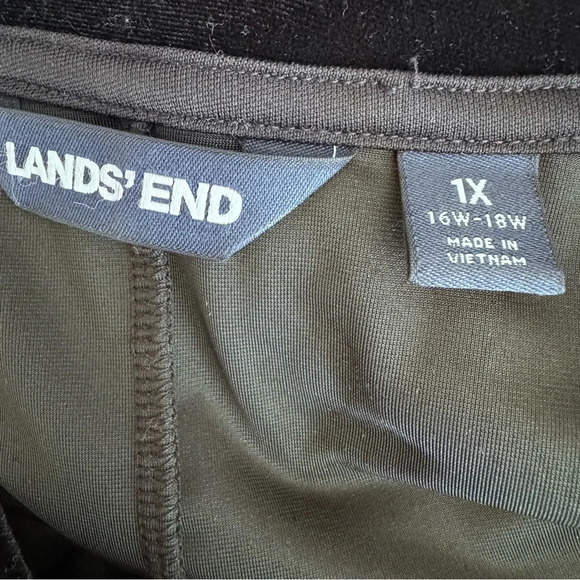 LANDS' END
1X
16W-18W
MADE IN
VIETNAM